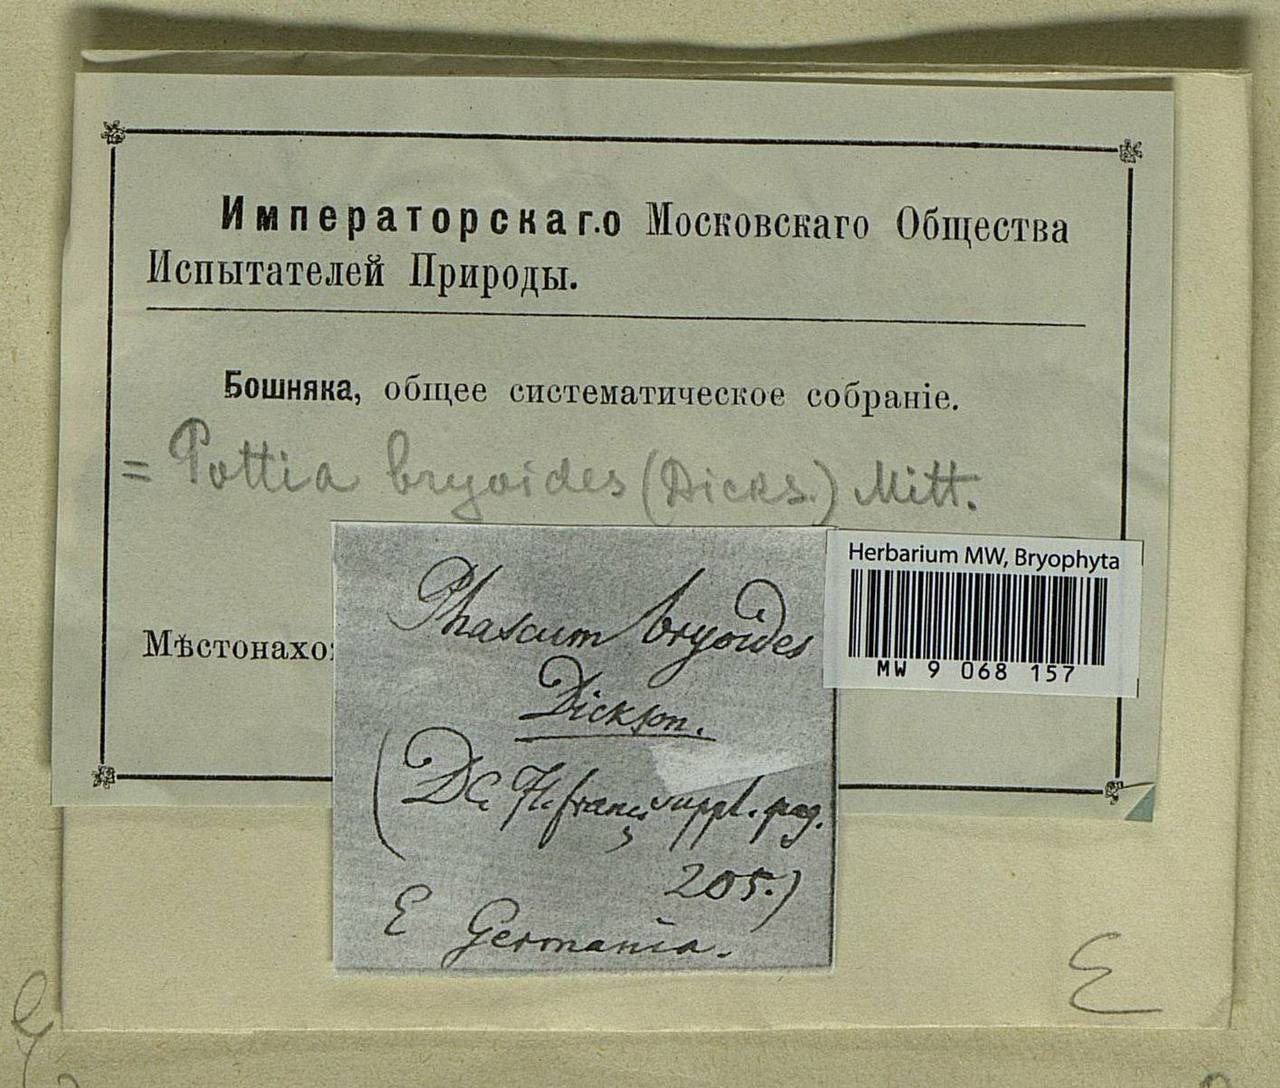 Императорскаго Московскаго Общества
Испытателей Природы.
Бошняка, общее систематическое собраніе.
= Pottia bryoides (Dicks.) Mitt.
Мѣстонахо
Herbarium MW, Bryophyta
MW 9 068 157
Phascum bryoides
Dickson.
(DC. Fl. franç suppl. pag.
205.)
E Germania.
E